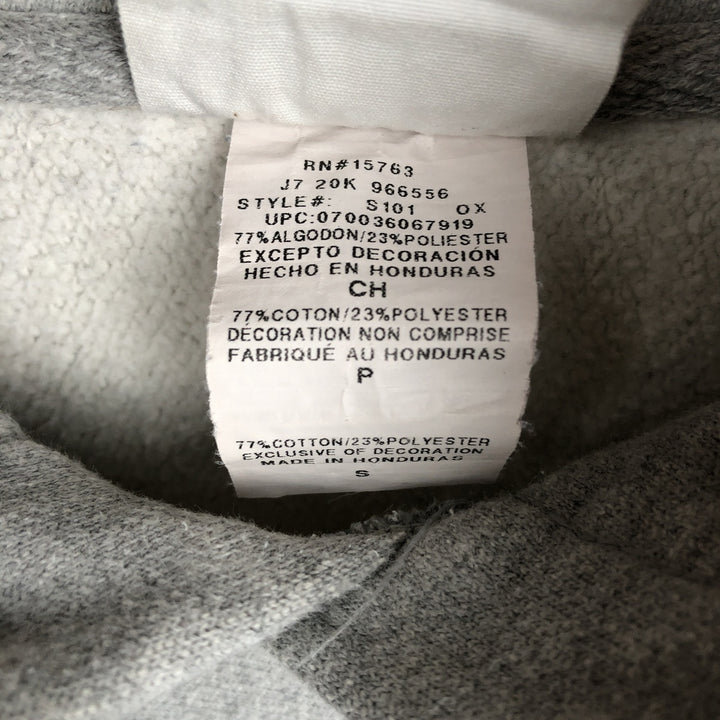 RN#15763
J7 20K 966556
STYLE#: S101 OX
UPC:070036067919
77%ALGODON/23%POLIESTER
EXCEPTO DECORACIÓN
HECHO EN HONDURAS
CH
77%COTON/23%POLYESTER
DÉCORATION NON COMPRISE
FABRIQUÉ AU HONDURAS
P
77%COTTON/23%POLYESTER
EXCLUSIVE OF DECORATION
MADE IN HONDURAS
S